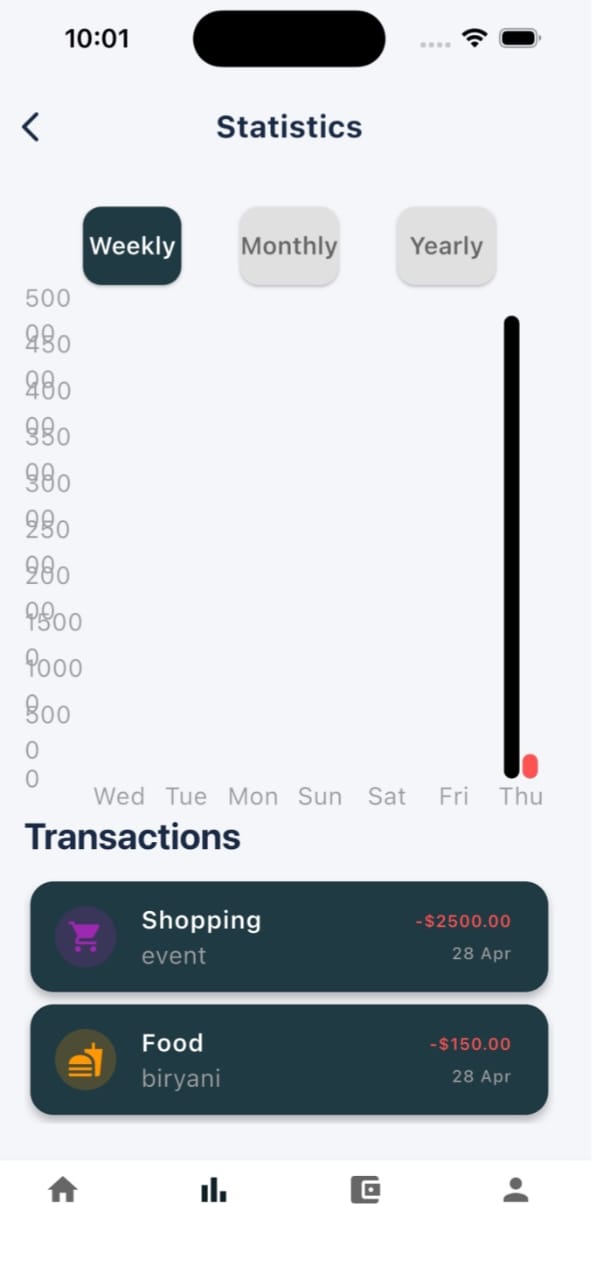 10:01
Statistics
Weekly Monthly Yearly
500
00
450
00
400
00
350
00
300
00
250
00
200
00
1500
0
1000
0
500
0
0
Wed Tue Mon Sun Sat Fri Thu
Transactions
Shopping -$2500.00
event 28 Apr
Food -$150.00
biryani 28 Apr